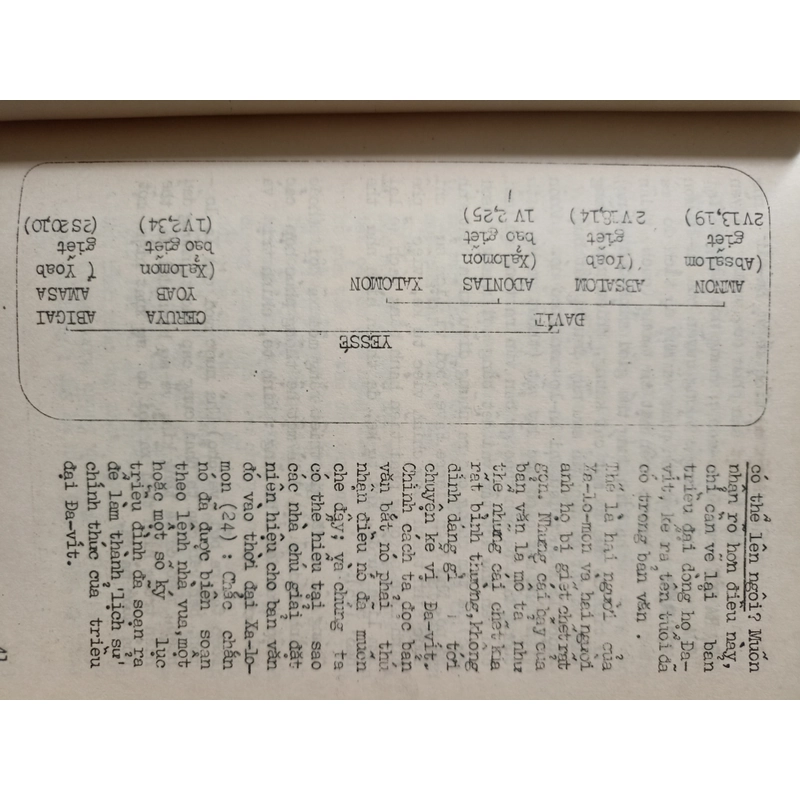 có thể lên ngôi? Muốn
nhận rõ hơn điều này,
chỉ cần vẽ lại ban
triều đại dòng họ Đa-
vít, kể ra tên tuổi đã
có trong bản văn .
Thế là hai người của
Xa-lo-mon và hai người
anh họ bị giết chết rất
gọn. Nhưng cái bẫy của
bản văn là mô tả như
thể những cái chết kia
rất bình thường, không
dính dáng gì tới
chuyện kế vị Đa-vít.
Chính cách ta đọc bản
văn bắt nó phải thú
nhận điều nó đã muốn
che đậy; và chúng ta
có thể hiểu tại sao
các nhà chú giải đặt
niên hiệu cho bản văn
đó vào thời đại Xa-lo-
mon (24) : Chắc chắn
nó đã được biên soạn
theo lệnh nhà vua, một
hoặc một số ký lục
triều đình đã soạn ra
để làm thành 'lịch sử'
chính thức của triều
đại Đa-vít.
YESSÊ
ĐAVÍT CERUYA ABIGAI
AMNON ABSALOM ADONIAS XALOMON YOAB AMASA
(Absalom (Yoab (Xalomon (Xalomon ( Yoab
giết giết bảo giết bảo giết giết
2V13,19) 2V18,14) 1V 2,25) (1V2,34) (2S20,10)